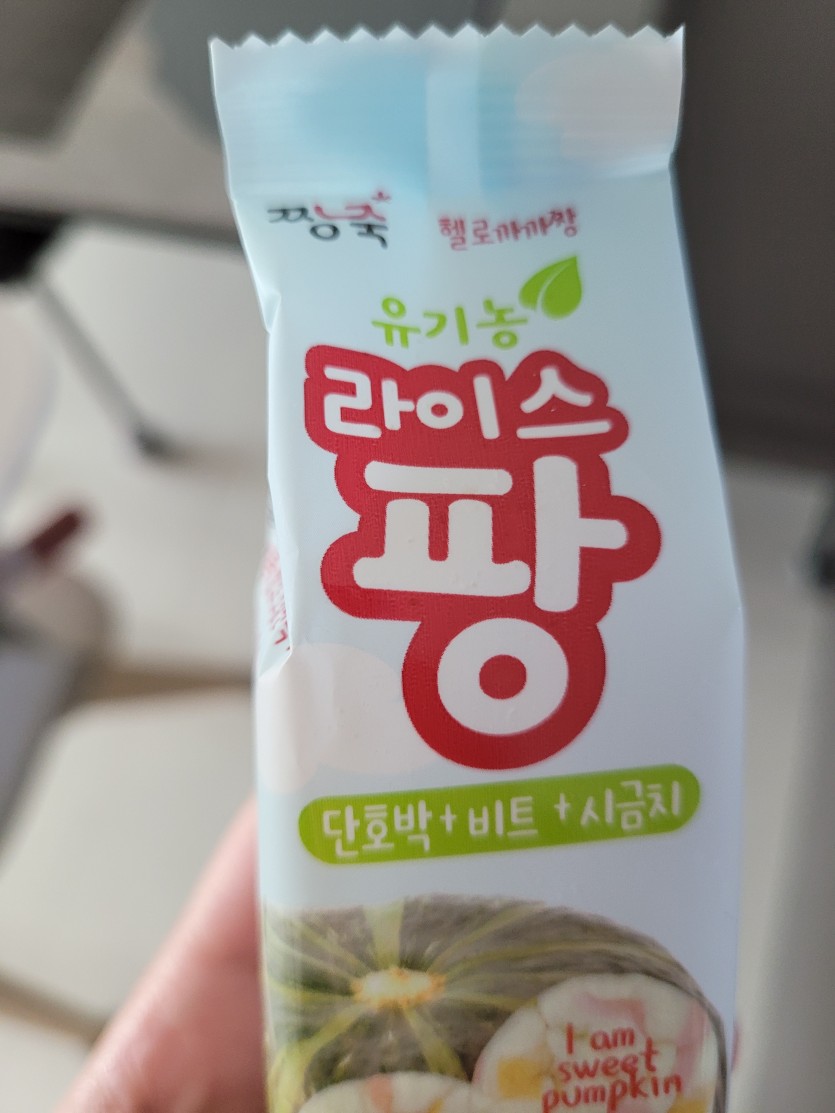 짱죽 헬로까까짱
유기농
라이스
팡
단호박+비트+시금치
I am
sweet
pumpkin